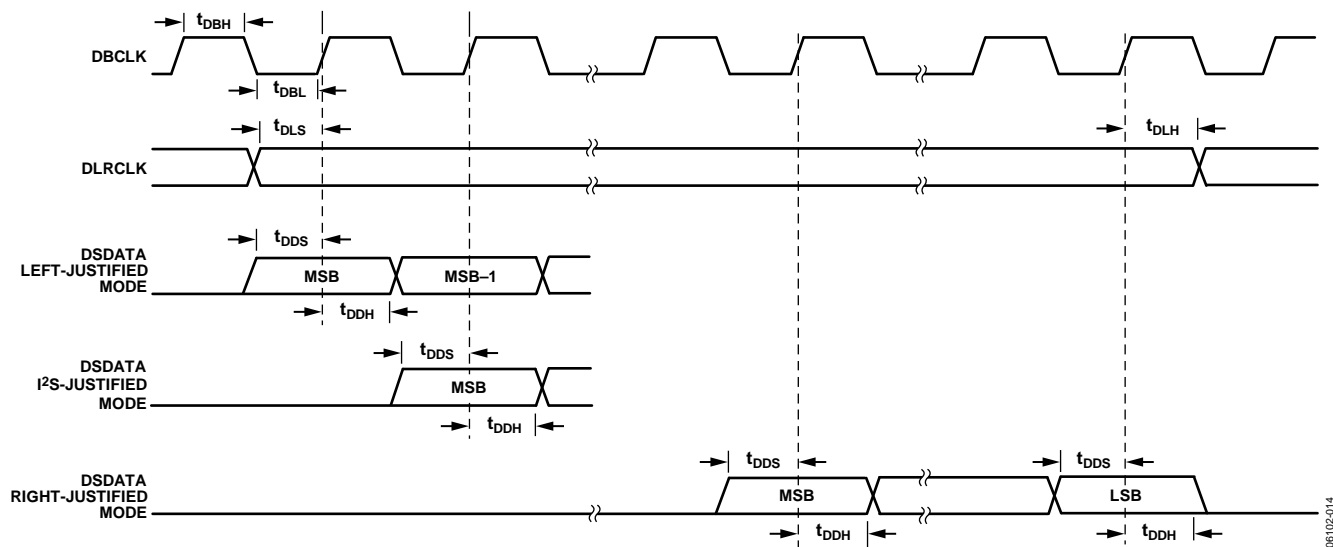 tDBH
DBCLK
tDBL
tDLS
tDLH
DLRCLK
tDDS
DSDATA
LEFT-JUSTIFIED
MODE
MSB
MSB–1
tDDH
tDDS
DSDATA
I²S-JUSTIFIED
MODE
MSB
tDDH
tDDS
tDDS
DSDATA
RIGHT-JUSTIFIED
MODE
MSB
LSB
tDDH
tDDH
06102-014